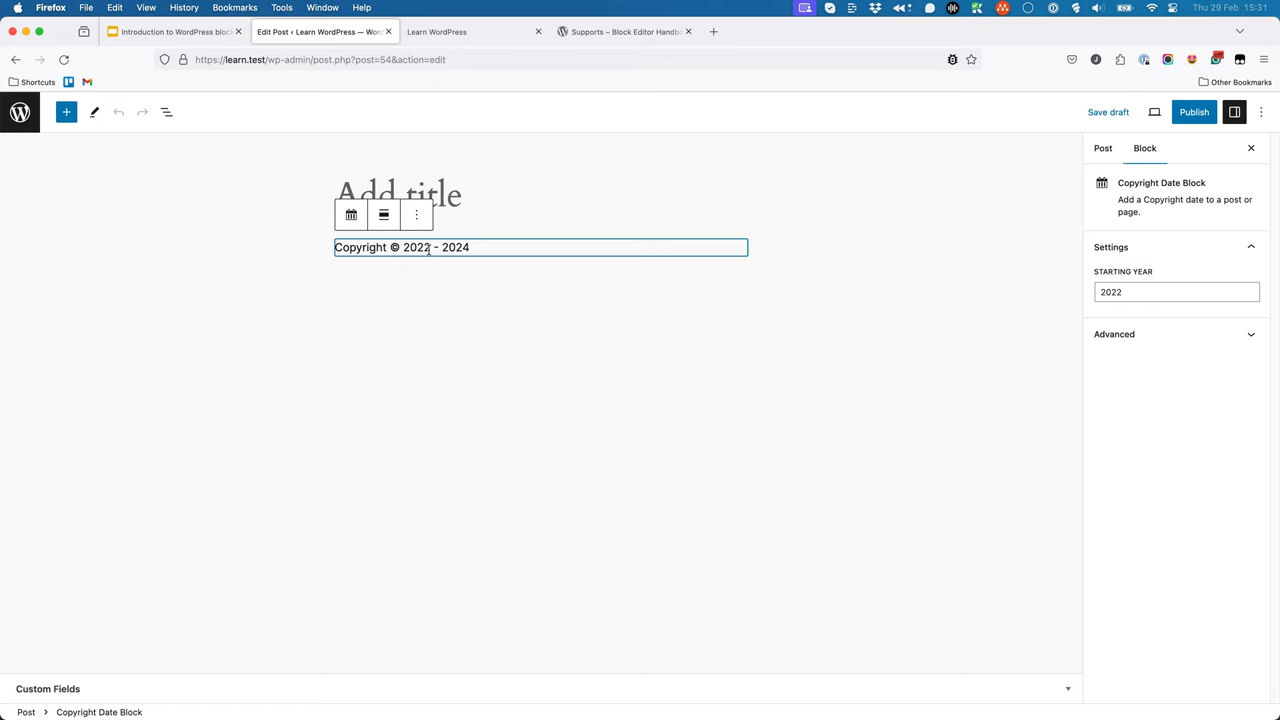 Firefox File Edit View History Bookmarks Tools Window Help Thu 29 Feb 15:31
Introduction to WordPress block
Edit Post ‹ Learn WordPress — Wor
Learn WordPress
Supports – Block Editor Handb
https://learn.test/wp-admin/post.php?post=54&action=edit
Shortcuts
Other Bookmarks
Save draft
Publish
Post
Block
Add title
Copyright © 2022 - 2024
Copyright Date Block
Add a Copyright date to a post or
page.
Settings
STARTING YEAR
2022
Advanced
Custom Fields
Post > Copyright Date Block